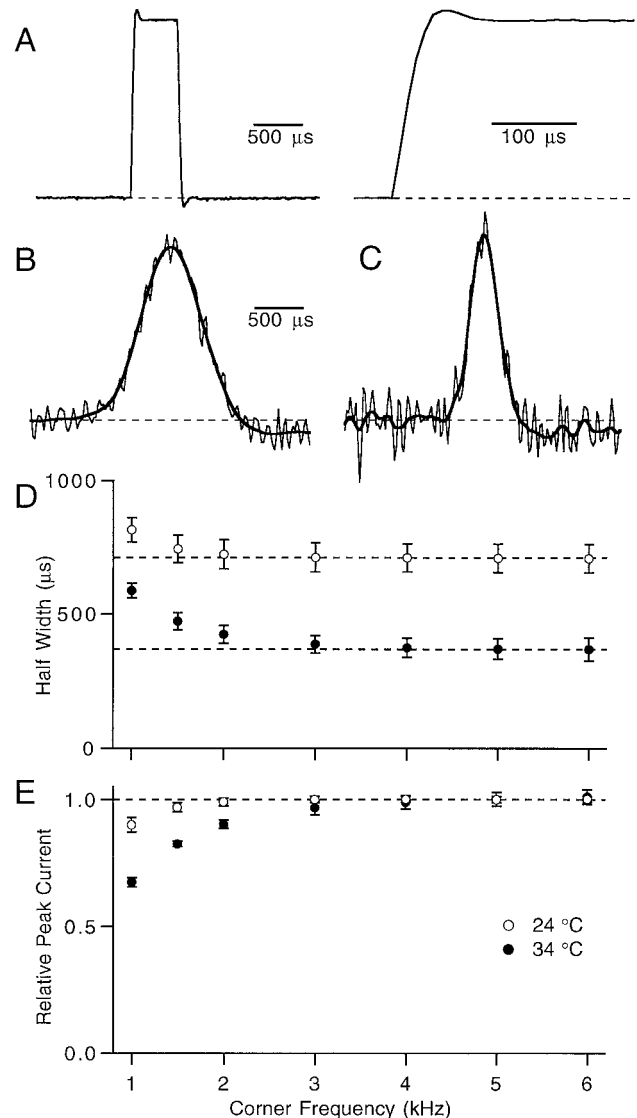 A
500 μs
100 μs
B
C
500 μs
D
1000
500
0
Half Width (μs)
E
1.0
0.5
0.0
Relative Peak Current
24 °C
34 °C
1 2 3 4 5 6
Corner Frequency (kHz)